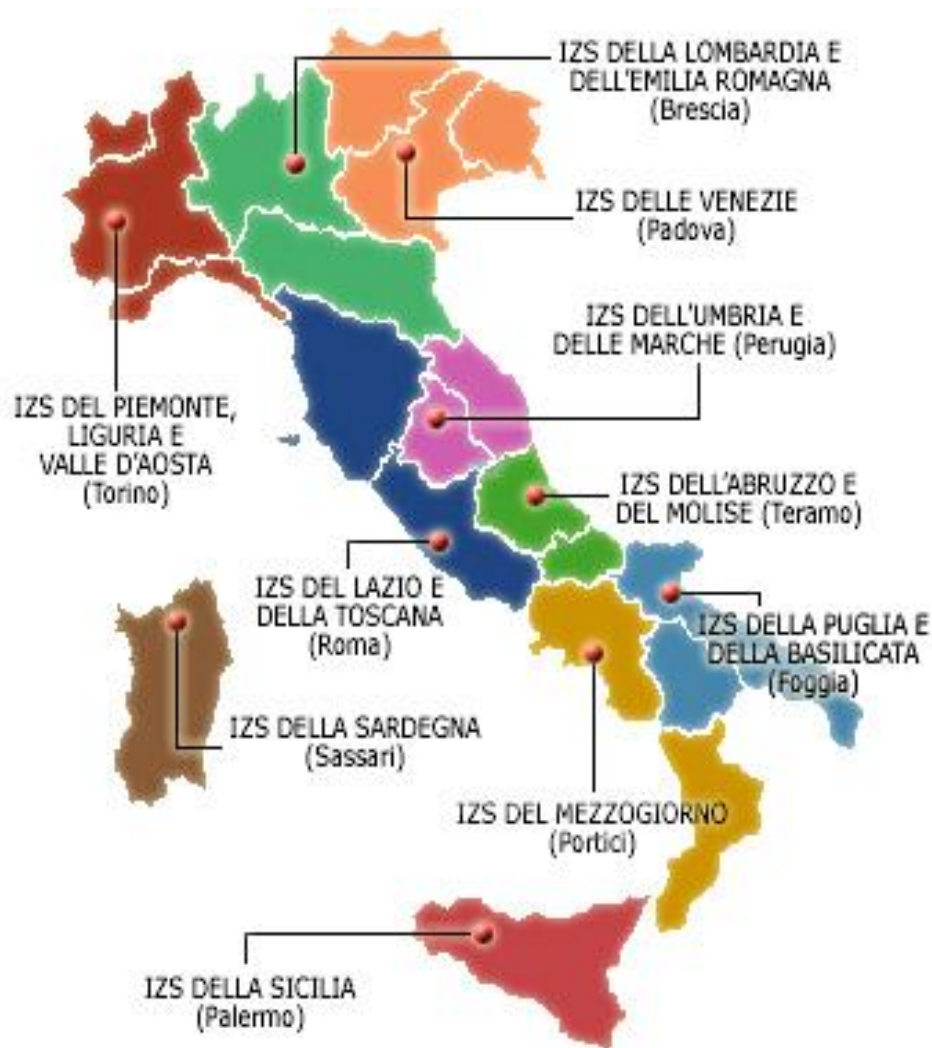 IZS DELLA LOMBARDIA E
DELL'EMILIA ROMAGNA
(Brescia)
IZS DELLE VENEZIE
(Padova)
IZS DELL'UMBRIA E
DELLE MARCHE (Perugia)
IZS DEL PIEMONTE,
LIGURIA E
VALLE D'AOSTA
(Torino)
IZS DELL'ABRUZZO E
DEL MOLISE (Teramo)
IZS DEL LAZIO E
DELLA TOSCANA
(Roma)
IZS DELLA PUGLIA E
DELLA BASILICATA
(Foggia)
IZS DELLA SARDEGNA
(Sassari)
IZS DEL MEZZOGIORNO
(Portici)
IZS DELLA SICILIA
(Palermo)